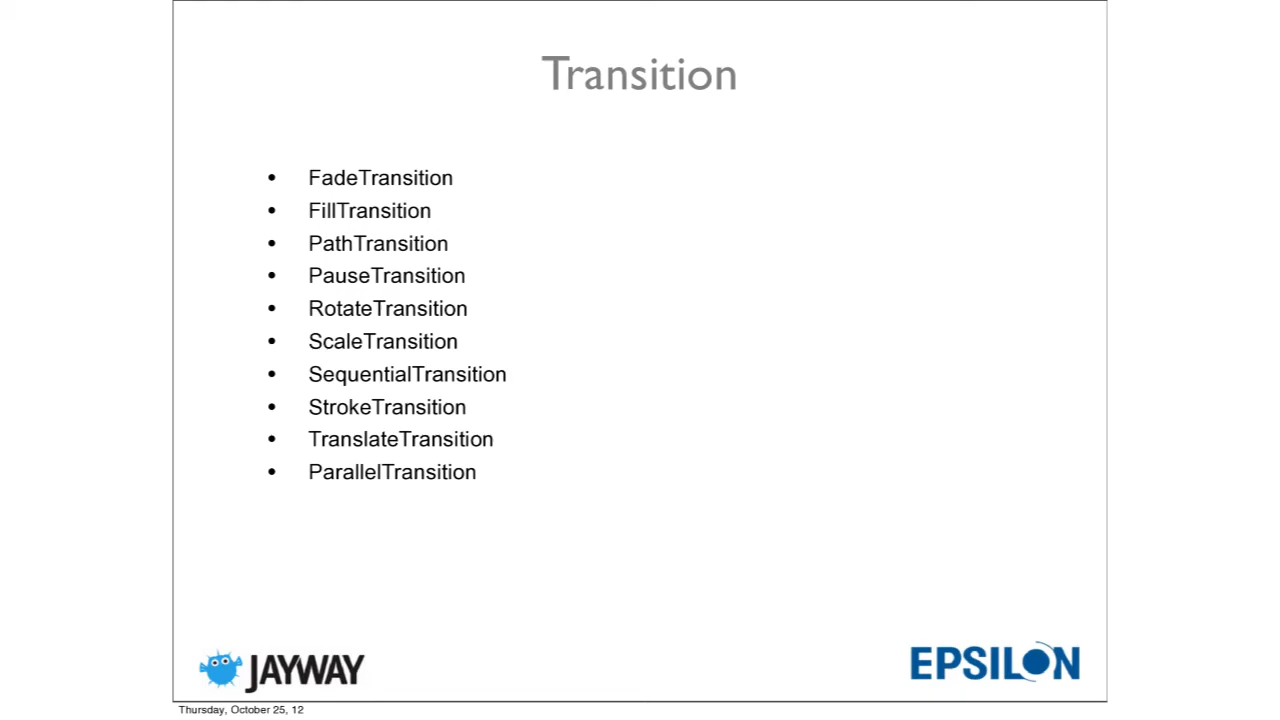 Transition
• FadeTransition
• FillTransition
• PathTransition
• PauseTransition
• RotateTransition
• ScaleTransition
• SequentialTransition
• StrokeTransition
• TranslateTransition
• ParallelTransition
JAYWAY
EPSILON
Thursday, October 25, 12